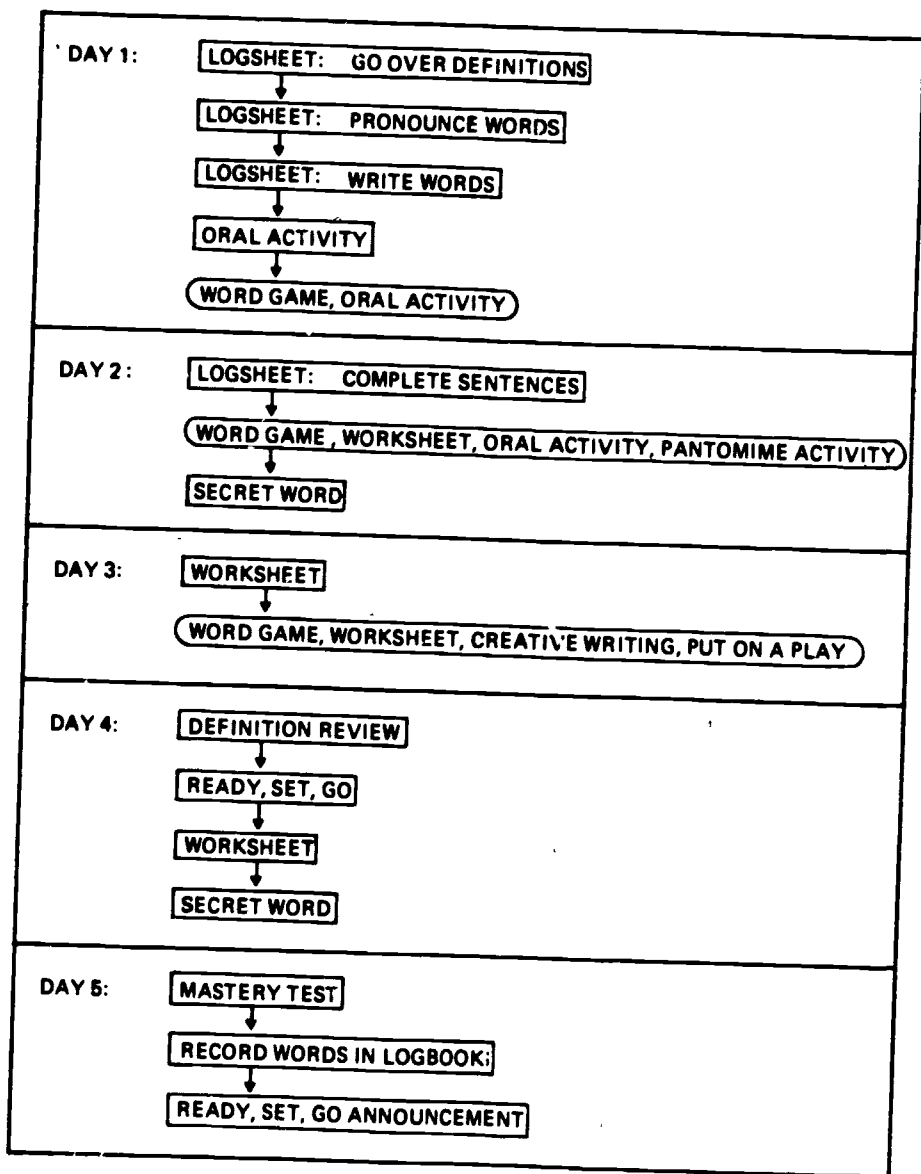 DAY 1: LOGSHEET: GO OVER DEFINITIONS
LOGSHEET: PRONOUNCE WORDS
LOGSHEET: WRITE WORDS
ORAL ACTIVITY
WORD GAME, ORAL ACTIVITY
DAY 2: LOGSHEET: COMPLETE SENTENCES
WORD GAME, WORKSHEET, ORAL ACTIVITY, PANTOMIME ACTIVITY
SECRET WORD
DAY 3: WORKSHEET
WORD GAME, WORKSHEET, CREATIVE WRITING, PUT ON A PLAY
DAY 4: DEFINITION REVIEW
READY, SET, GO
WORKSHEET
SECRET WORD
DAY 5: MASTERY TEST
RECORD WORDS IN LOGBOOK
READY, SET, GO ANNOUNCEMENT